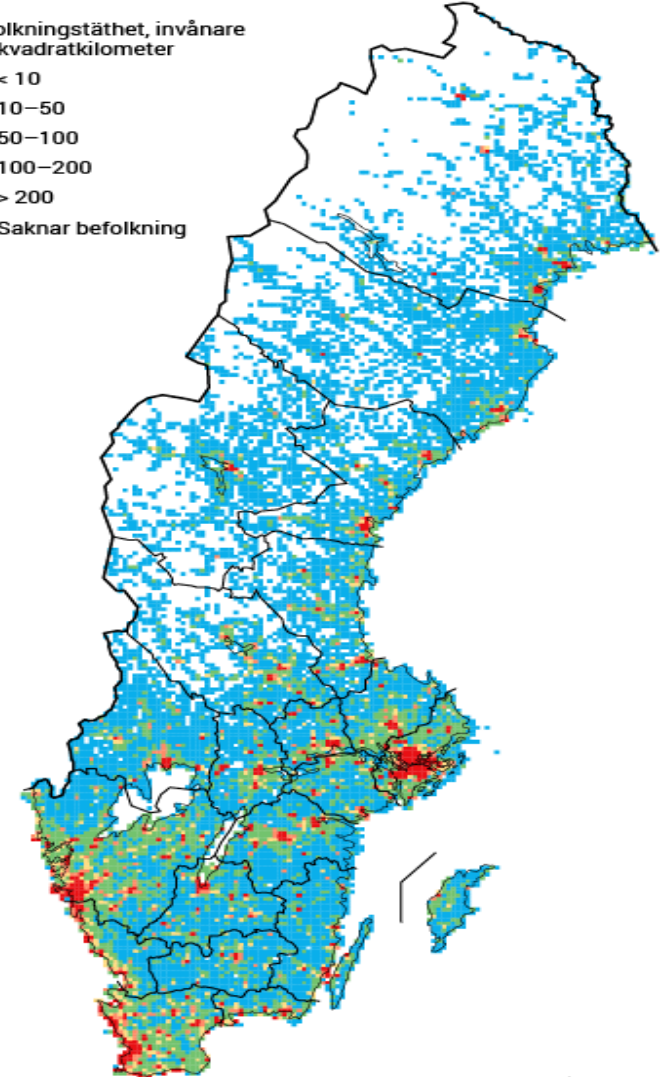 olkningstäthet, invånare
kvadratkilometer
< 10
10–50
50–100
100–200
> 200
Saknar befolkning